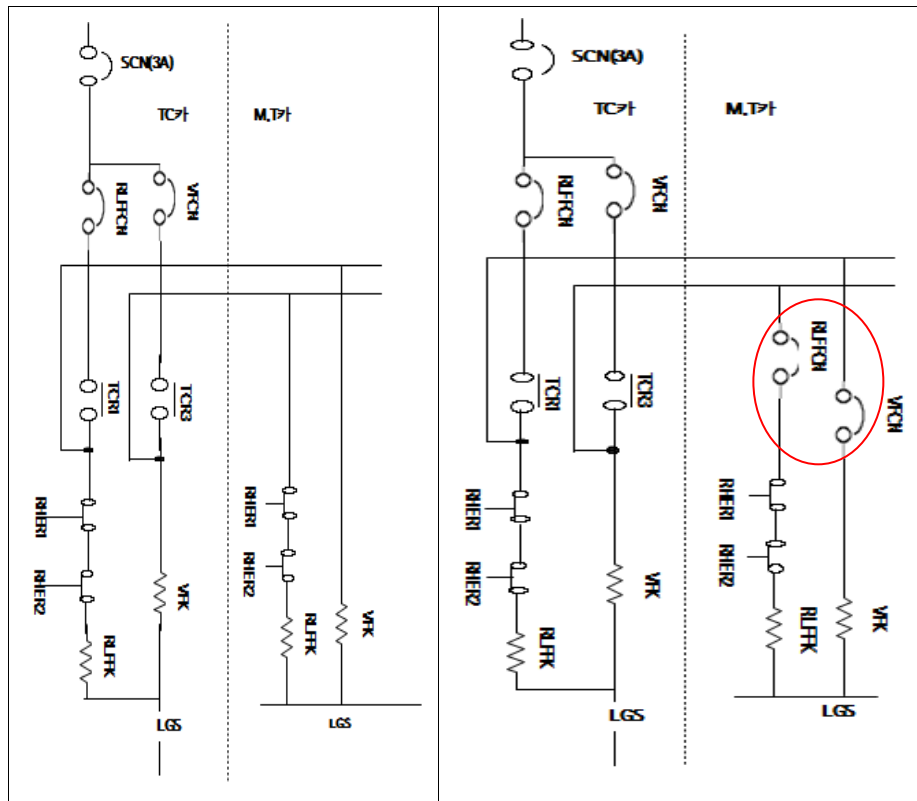 SCN(3A)
TC카
M.T카
RLFFCN
VFCN
TCR1
TCR3
RHER1
RHER2
RLFFK
VFK
LGS
RHER1
RHER2
RLFFK
VFK
LGS
SCN(3A)
TC카
M.T카
RLFFCN
VFCN
RLFFCN
VFCN
TCR1
TCR3
RHER1
RHER2
RLFFK
VFK
LGS
RHER1
RHER2
RLFFK
VFK
LGS